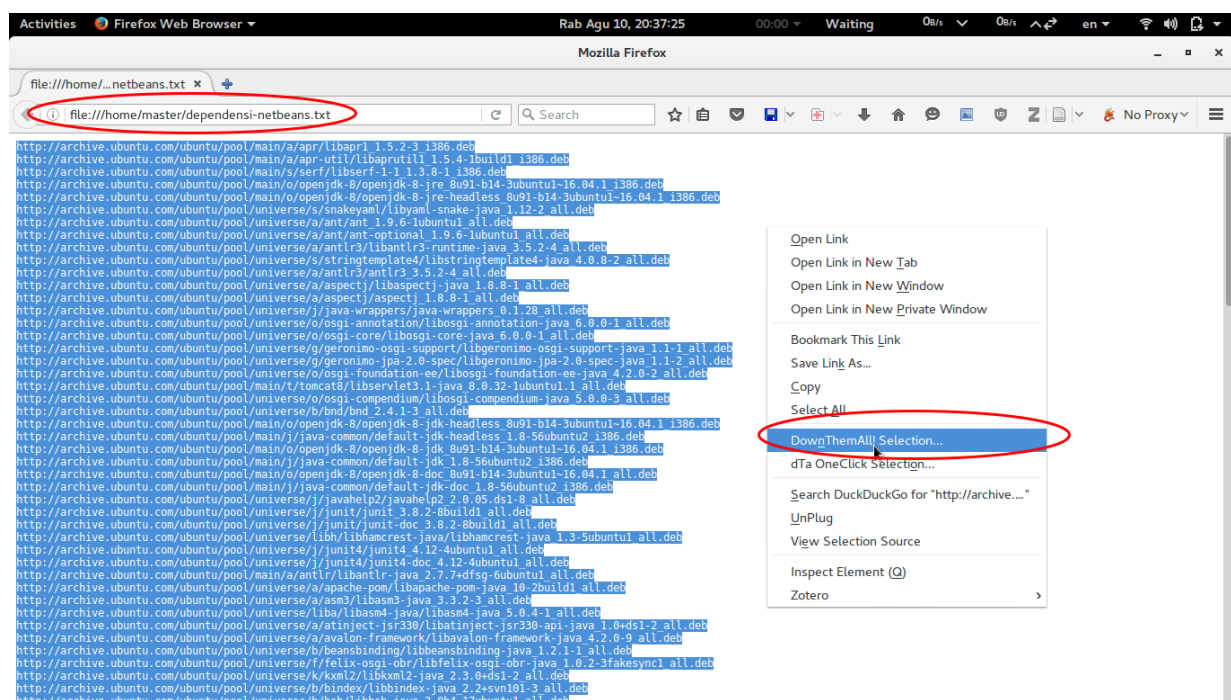 Activities Firefox Web Browser Rab Agu 10, 20:37:25 00:00 Waiting 0B/s 0B/s en
Mozilla Firefox
file:///home/...netbeans.txt
file:///home/master/dependensi-netbeans.txt Search No Proxy
http://archive.ubuntu.com/ubuntu/pool/main/a/apr/libapr1_1.5.2-3_i386.deb
http://archive.ubuntu.com/ubuntu/pool/main/a/apr-util/libaprutil1_1.5.4-1build1_i386.deb
http://archive.ubuntu.com/ubuntu/pool/main/s/serf/libserf-1-1_1.3.8-1_i386.deb
http://archive.ubuntu.com/ubuntu/pool/main/o/openjdk-8/openjdk-8-jre_8u91-b14-3ubuntu1~16.04.1_i386.deb
http://archive.ubuntu.com/ubuntu/pool/main/o/openjdk-8/openjdk-8-jre-headless_8u91-b14-3ubuntu1~16.04.1_i386.deb
http://archive.ubuntu.com/ubuntu/pool/universe/s/snakeyaml/libyaml-snake-java_1.12-2_all.deb
http://archive.ubuntu.com/ubuntu/pool/universe/a/ant/ant_1.9.6-1ubuntu1_all.deb
http://archive.ubuntu.com/ubuntu/pool/universe/a/ant/ant-optional_1.9.6-1ubuntu1_all.deb
http://archive.ubuntu.com/ubuntu/pool/universe/a/antlr3/libantlr3-runtime-java_3.5.2-4_all.deb
http://archive.ubuntu.com/ubuntu/pool/universe/s/stringtemplate4/libstringtemplate4-java_4.0.8-2_all.deb
http://archive.ubuntu.com/ubuntu/pool/universe/a/antlr3/antlr3_3.5.2-4_all.deb
http://archive.ubuntu.com/ubuntu/pool/universe/a/aspectj/libaspectj-java_1.8.8-1_all.deb
http://archive.ubuntu.com/ubuntu/pool/universe/a/aspectj/aspectj_1.8.8-1_all.deb
http://archive.ubuntu.com/ubuntu/pool/universe/j/java-wrappers/java-wrappers_0.1.28_all.deb
http://archive.ubuntu.com/ubuntu/pool/universe/o/osgi-annotation/libosgi-annotation-java_6.0.0-1_all.deb
http://archive.ubuntu.com/ubuntu/pool/universe/o/osgi-core/libosgi-core-java_6.0.0-1_all.deb
http://archive.ubuntu.com/ubuntu/pool/universe/g/geronimo-osgi-support/libgeronimo-osgi-support-java_1.1-1_all.deb
http://archive.ubuntu.com/ubuntu/pool/universe/g/geronimo-jpa-2.0-spec/libgeronimo-jpa-2.0-spec-java_1.1-2_all.deb
http://archive.ubuntu.com/ubuntu/pool/universe/o/osgi-foundation-ee/libosgi-foundation-ee-java_4.2.0-2_all.deb
http://archive.ubuntu.com/ubuntu/pool/main/t/tomcat8/libservlet3.1-java_8.0.32-1ubuntu1.1_all.deb
http://archive.ubuntu.com/ubuntu/pool/universe/o/osgi-compendium/libosgi-compendium-java_5.0.0-3_all.deb
http://archive.ubuntu.com/ubuntu/pool/universe/b/bnd/bnd_2.4.1-3_all.deb
http://archive.ubuntu.com/ubuntu/pool/main/o/openjdk-8/openjdk-8-jdk-headless_8u91-b14-3ubuntu1~16.04.1_i386.deb
http://archive.ubuntu.com/ubuntu/pool/main/j/java-common/default-jdk-headless_1.8-56ubuntu2_i386.deb
http://archive.ubuntu.com/ubuntu/pool/main/o/openjdk-8/openjdk-8-jdk_8u91-b14-3ubuntu1~16.04.1_i386.deb
http://archive.ubuntu.com/ubuntu/pool/main/j/java-common/default-jdk_1.8-56ubuntu2_i386.deb
http://archive.ubuntu.com/ubuntu/pool/main/o/openjdk-8/openjdk-8-doc_8u91-b14-3ubuntu1~16.04.1_all.deb
http://archive.ubuntu.com/ubuntu/pool/main/j/java-common/default-jdk-doc_1.8-56ubuntu2_i386.deb
http://archive.ubuntu.com/ubuntu/pool/universe/j/javahelp2/javahelp2_2.0.05.ds1-8_all.deb
http://archive.ubuntu.com/ubuntu/pool/universe/j/junit/junit_3.8.2-8build1_all.deb
http://archive.ubuntu.com/ubuntu/pool/universe/j/junit/junit-doc_3.8.2-8build1_all.deb
http://archive.ubuntu.com/ubuntu/pool/universe/libh/libhamcrest-java/libhamcrest-java_1.3-5ubuntu1_all.deb
http://archive.ubuntu.com/ubuntu/pool/universe/j/junit4/junit4_4.12-4ubuntu1_all.deb
http://archive.ubuntu.com/ubuntu/pool/universe/j/junit4/junit4-doc_4.12-4ubuntu1_all.deb
http://archive.ubuntu.com/ubuntu/pool/main/a/antlr/libantlr-java_2.7.7+dfsg-6ubuntu1_all.deb
http://archive.ubuntu.com/ubuntu/pool/universe/a/apache-pom/libapache-pom-java_10-2build1_all.deb
http://archive.ubuntu.com/ubuntu/pool/universe/a/asm3/libasm3-java_3.3.2-3_all.deb
http://archive.ubuntu.com/ubuntu/pool/universe/liba/libasm4-java/libasm4-java_5.0.4-1_all.deb
http://archive.ubuntu.com/ubuntu/pool/universe/a/atinject-jsr330/libatinject-jsr330-api-java_1.0+ds1-2_all.deb
http://archive.ubuntu.com/ubuntu/pool/universe/a/avalon-framework/libavalon-framework-java_4.2.0-9_all.deb
http://archive.ubuntu.com/ubuntu/pool/universe/b/beansbinding/libbeansbinding-java_1.2.1-1_all.deb
http://archive.ubuntu.com/ubuntu/pool/universe/f/felix-osgi-obr/libfelix-osgi-obr-java_1.0.2-3fakesync1_all.deb
http://archive.ubuntu.com/ubuntu/pool/universe/k/kxml2/libkxml2-java_2.3.0+ds1-2_all.deb
http://archive.ubuntu.com/ubuntu/pool/universe/b/bindex/libbindex-java_2.2+svn101-3_all.deb
Open Link
Open Link in New Tab
Open Link in New Window
Open Link in New Private Window
Bookmark This Link
Save Link As...
Copy
Select All
DownThemAll! Selection...
dTa OneClick Selection...
Search DuckDuckGo for "http://archive...."
UnPlug
View Selection Source
Inspect Element (Q)
Zotero